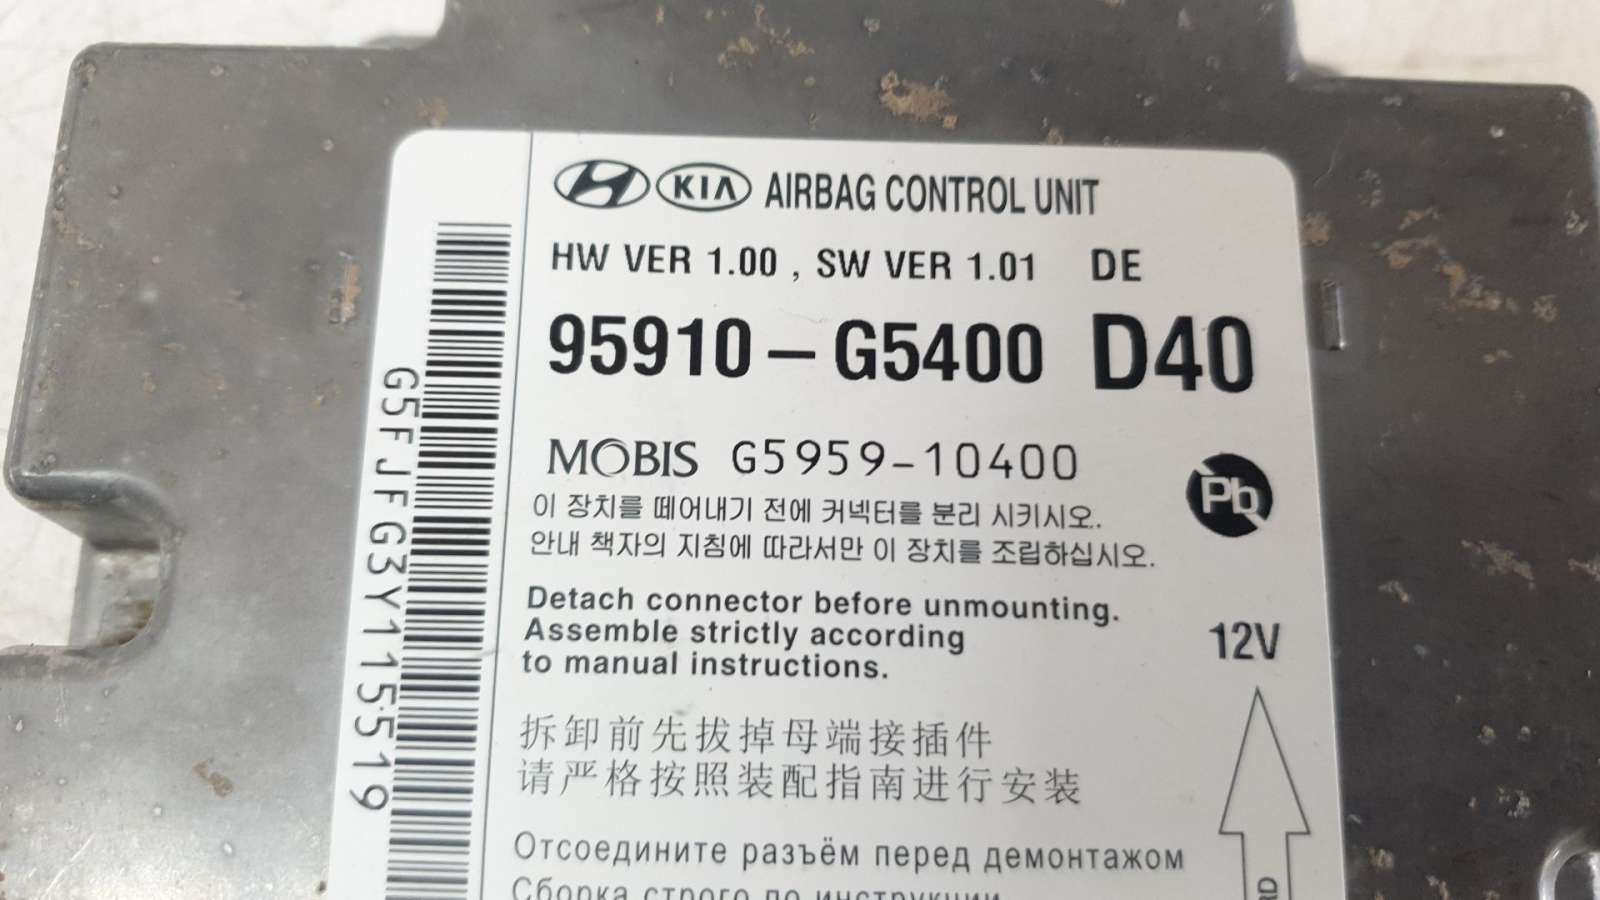 KIA AIRBAG CONTROL UNIT
HW VER 1.00 , SW VER 1.01 DE
95910-G5400 D40
MOBIS G5959-10400
이 장치를 떼어내기 전에 커넥터를 분리 시키시오.
안내 책자의 지침에 따라서만 이 장치를 조립하십시오.
Pb
Detach connector before unmounting.
Assemble strictly according
to manual instructions.
12V
拆卸前先拔掉母端接插件
请严格按照装配指南进行安装
Отсоедините разъём перед демонтажом
Сборка строго по инструкции
G5FJFG3Y115519